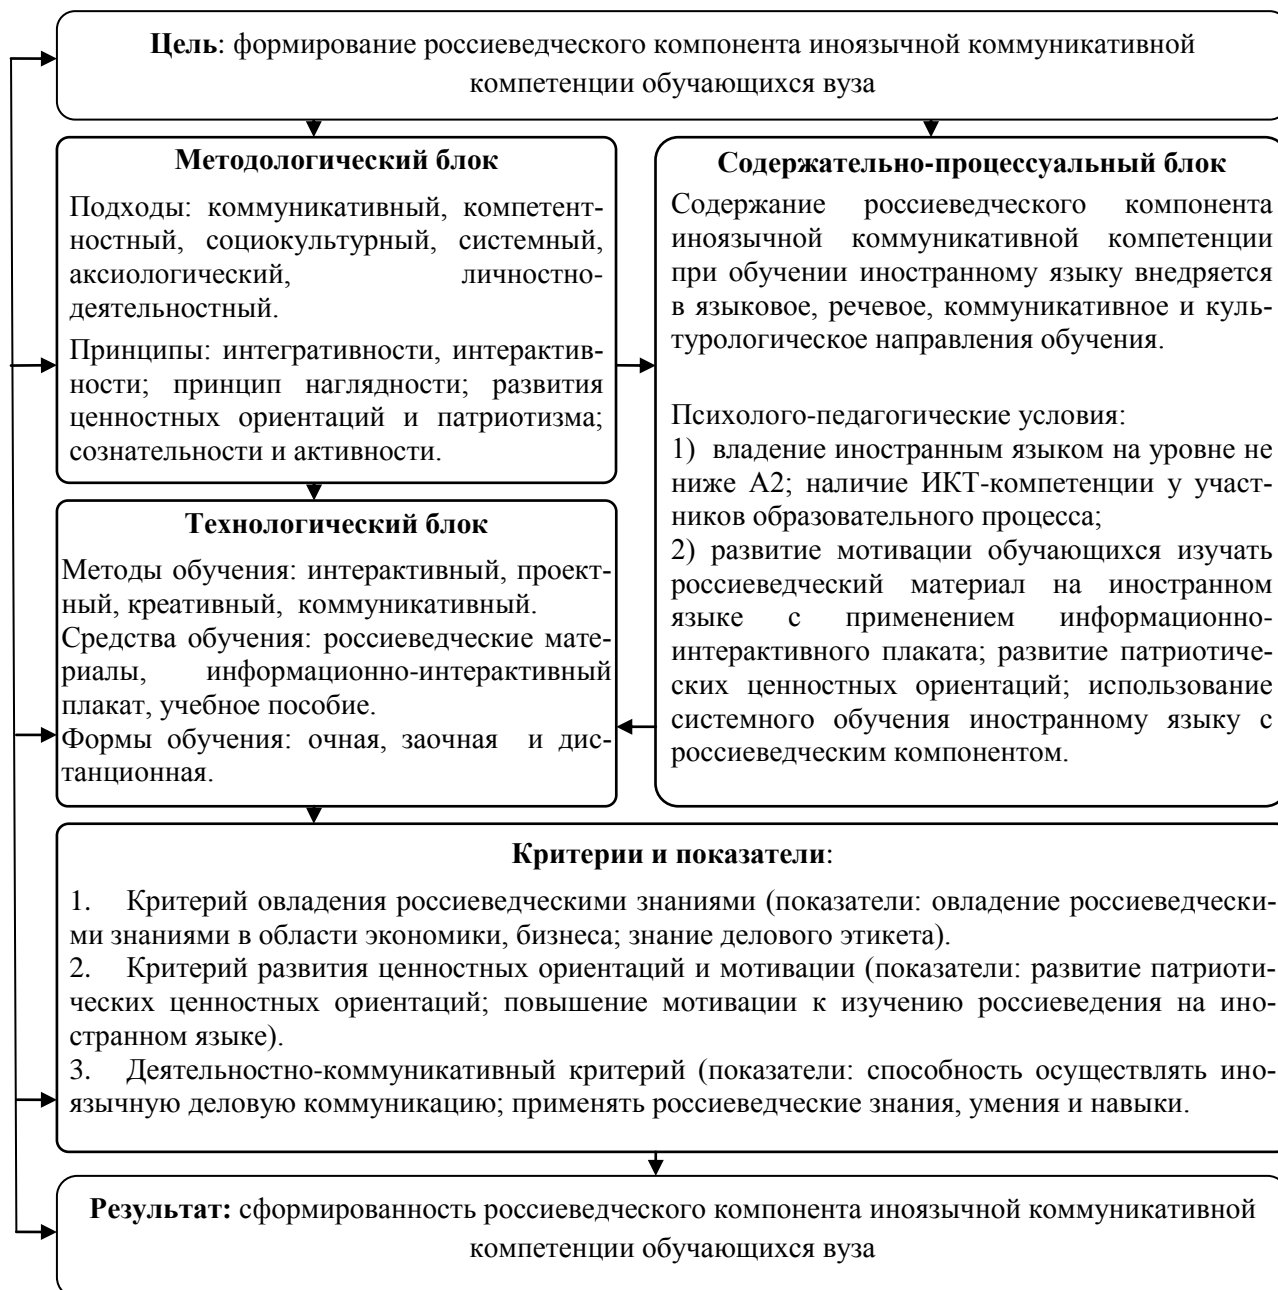 Цель: формирование россиеведческого компонента иноязычной коммуникативной
компетенции обучающихся вуза
Методологический блок
Подходы: коммуникативный, компетент-
ностный, социокультурный, системный,
аксиологический, личностно-
деятельностный.
Принципы: интегративности, интерактив-
ности; принцип наглядности; развития
ценностных ориентаций и патриотизма;
сознательности и активности.
Содержательно-процессуальный блок
Содержание россиеведческого компонента
иноязычной коммуникативной компетенции
при обучении иностранному языку внедряется
в языковое, речевое, коммуникативное и куль-
турологическое направления обучения.
Психолого-педагогические условия:
1) владение иностранным языком на уровне не
ниже А2; наличие ИКТ-компетенции у участ-
ников образовательного процесса;
2) развитие мотивации обучающихся изучать
россиеведческий материал на иностранном
языке с применением информационно-
интерактивного плаката; развитие патриотиче-
ских ценностных ориентаций; использование
системного обучения иностранному языку с
россиеведческим компонентом.
Технологический блок
Методы обучения: интерактивный, проект-
ный, креативный, коммуникативный.
Средства обучения: россиеведческие мате-
риалы, информационно-интерактивный
плакат, учебное пособие.
Формы обучения: очная, заочная и дис-
танционная.
Критерии и показатели:
1. Критерий овладения россиеведческими знаниями (показатели: овладение россиеведчески-
ми знаниями в области экономики, бизнеса; знание делового этикета).
2. Критерий развития ценностных ориентаций и мотивации (показатели: развитие патриоти-
ческих ценностных ориентаций; повышение мотивации к изучению россиеведения на ино-
странном языке).
3. Деятельностно-коммуникативный критерий (показатели: способность осуществлять ино-
язычную деловую коммуникацию; применять россиеведческие знания, умения и навыки.
Результат: сформированность россиеведческого компонента иноязычной коммуникативной
компетенции обучающихся вуза